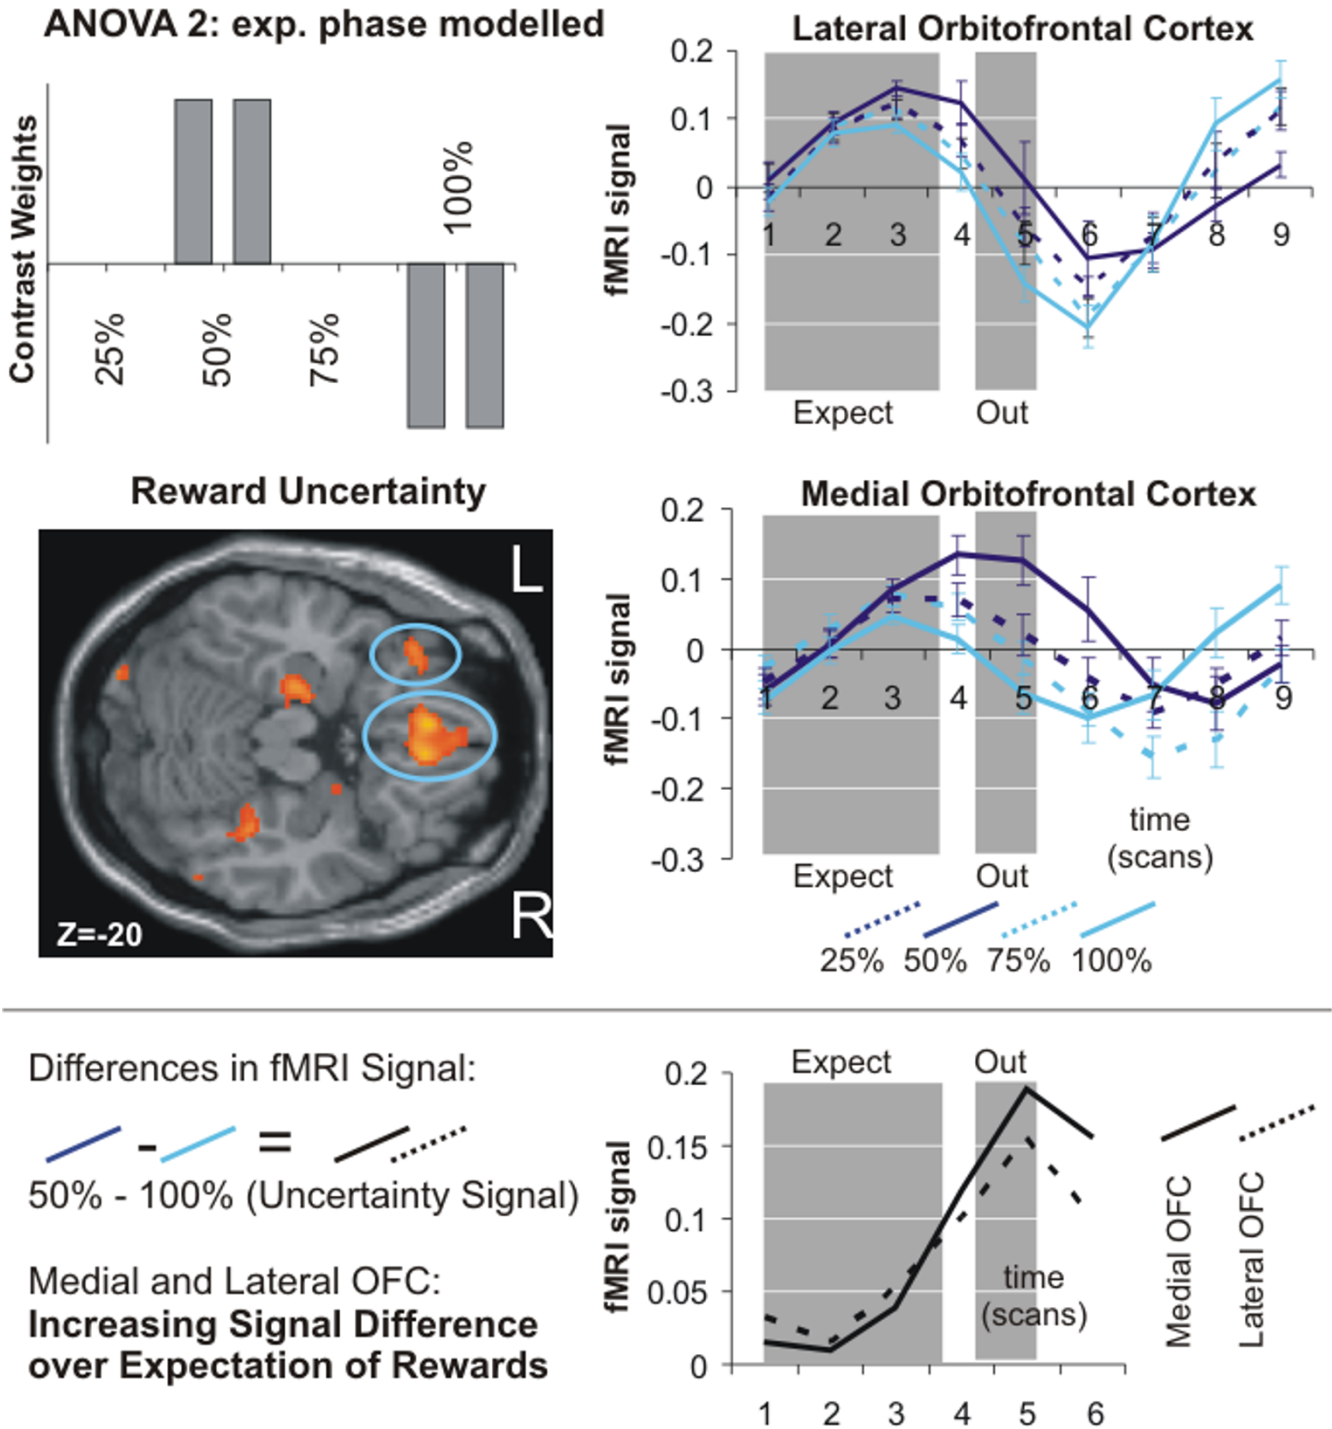 ANOVA 2: exp. phase modelled
Contrast Weights
25%
50%
75%
100%
Lateral Orbitofrontal Cortex
fMRI signal
0.2
0.1
0
-0.1
-0.2
-0.3
1 2 3 4 5 6 7 8 9
Expect Out
Reward Uncertainty
L
R
Z=-20
Medial Orbitofrontal Cortex
fMRI signal
0.2
0.1
0
-0.1
-0.2
-0.3
1 2 3 4 5 6 7 8 9
time
(scans)
Expect Out
25% 50% 75% 100%
Differences in fMRI Signal:
- =
50% - 100% (Uncertainty Signal)
Medial and Lateral OFC:
Increasing Signal Difference
over Expectation of Rewards
Expect Out
fMRI signal
0.2
0.15
0.1
0.05
0
time
(scans)
1 2 3 4 5 6
Medial OFC
Lateral OFC